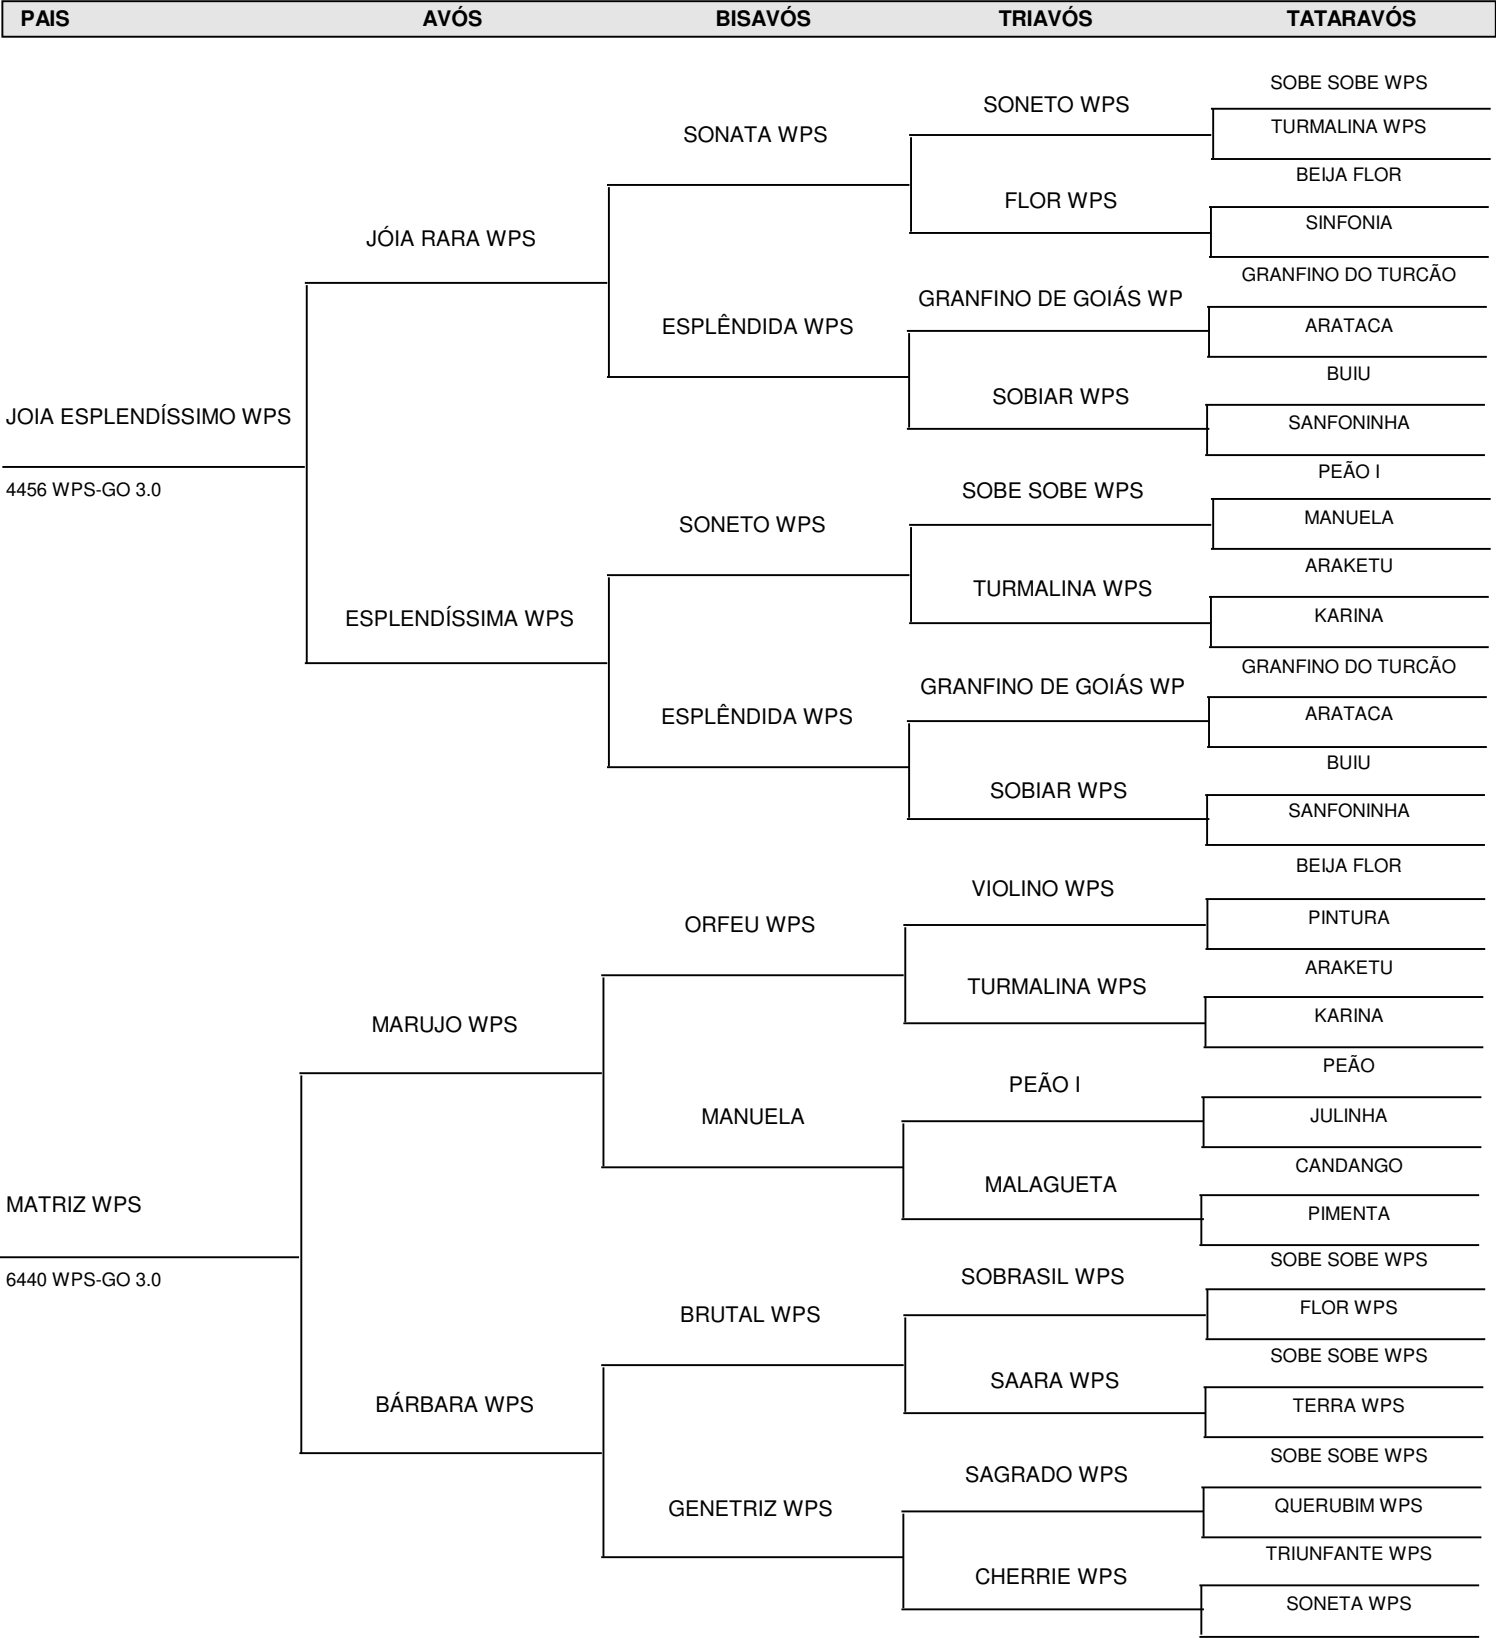 PAIS AVÓS BISAVÓS TRIAVÓS TATARAVÓS
SOBE SOBE WPS
SONETO WPS
TURMALINA WPS
SONATA WPS
BEIJA FLOR
FLOR WPS
SINFONIA
JÓIA RARA WPS
GRANFINO DO TURCÃO
GRANFINO DE GOIÁS WP
ARATACA
ESPLÊNDIDA WPS
BUIU
SOBIAR WPS
SANFONINHA
JOIA ESPLENDÍSSIMO WPS
PEÃO I
4456 WPS-GO 3.0
SOBE SOBE WPS
MANUELA
SONETO WPS
ARAKETU
TURMALINA WPS
KARINA
ESPLENDÍSSIMA WPS
GRANFINO DO TURCÃO
GRANFINO DE GOIÁS WP
ARATACA
ESPLÊNDIDA WPS
BUIU
SOBIAR WPS
SANFONINHA
BEIJA FLOR
VIOLINO WPS
PINTURA
ORFEU WPS
ARAKETU
TURMALINA WPS
KARINA
MARUJO WPS
PEÃO
PEÃO I
JULINHA
MANUELA
CANDANGO
MALAGUETA
PIMENTA
MATRIZ WPS
SOBE SOBE WPS
6440 WPS-GO 3.0
SOBRASIL WPS
FLOR WPS
BRUTAL WPS
SOBE SOBE WPS
SAARA WPS
TERRA WPS
BÁRBARA WPS
SOBE SOBE WPS
SAGRADO WPS
QUERUBIM WPS
GENETRIZ WPS
TRIUNFANTE WPS
CHERRIE WPS
SONETA WPS